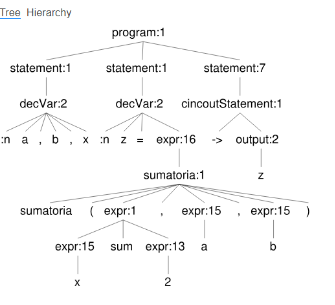 Tree Hierarchy
program:1
statement:1 statement:1 statement:7
decVar:2 decVar:2 cincoutStatement:1
:n a , b , x :n z = expr:16 -> output:2
sumatoria:1 z
sumatoria ( expr:1 , expr:15 , expr:15 )
expr:15 sum expr:13 a b
x 2